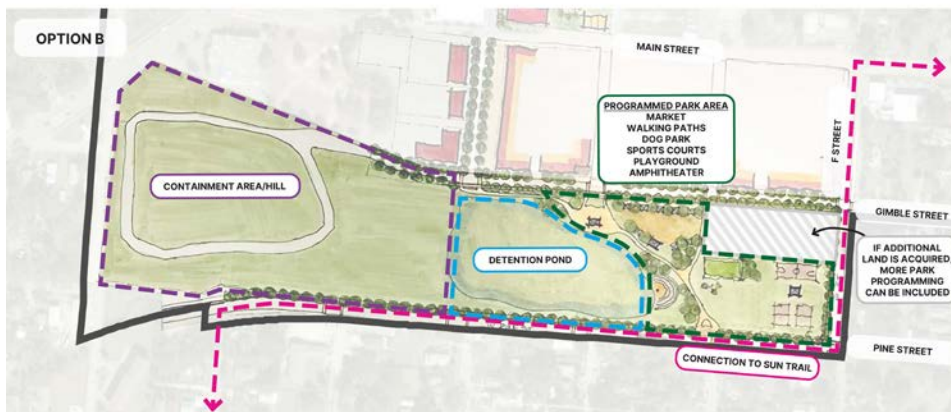 OPTION B
MAIN STREET
PROGRAMMED PARK AREA
MARKET
WALKING PATHS
DOG PARK
SPORTS COURTS
PLAYGROUND
AMPHITHEATER
F STREET
CONTAINMENT AREA/HILL
GIMBLE STREET
DETENTION POND
IF ADDITIONAL
LAND IS ACQUIRED,
MORE PARK
PROGRAMMING
CAN BE INCLUDED
PINE STREET
CONNECTION TO SUN TRAIL